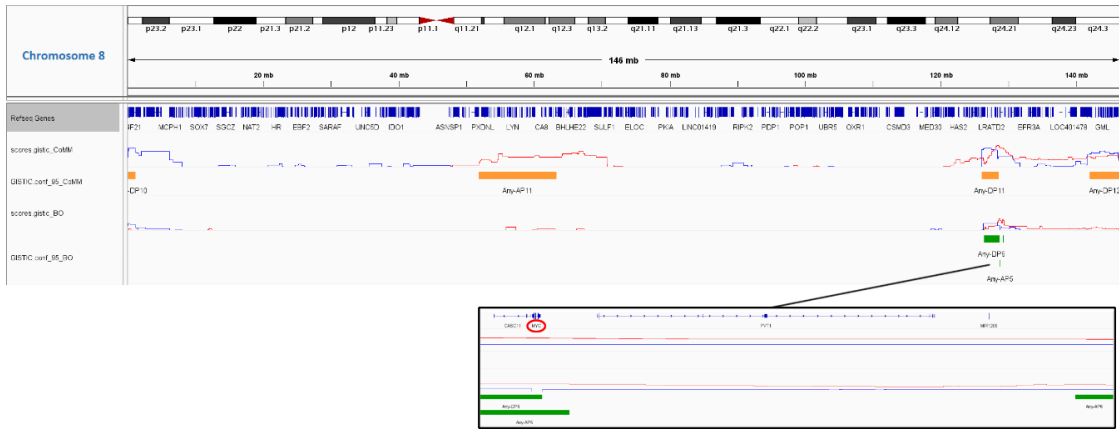 p23.2 p23.1 p22 p21.3 p21.2 p12 p11.23 p11.1 q11.21 q12.1 q12.3 q13.2 q21.11 q21.13 q21.3 q22.1 q22.2 q23.1 q23.3 q24.12 q24.21 q24.23 q24.3
Chromosome 8
146 mb
20 mb 40 mb 60 mb 80 mb 100 mb 120 mb 140 mb
Refseq Genes
IF21 MCPH1 SOX7 SGCZ NAT2 HR EBF2 SARAF UNC5D IDO1 ASNSP1 PXDNL LYN CA8 BHLHE22 SULF1 ELOC PKIA LINC01419 RIPK2 PDP1 POP1 UBR5 OXR1 CSMD3 MED30 HAS2 LRATD2 EFR3A LOC401478 GML
scores.gistic_CoMM
GISTIC.conf_95_CoMM
-DP10 Any-AP11 Any-DP11 Any-DP12
scores.gistic_BO
GISTIC.conf_95_BO
Any-DP6
Any-AP5
CASC11 MYC PVT1
Any-AP5